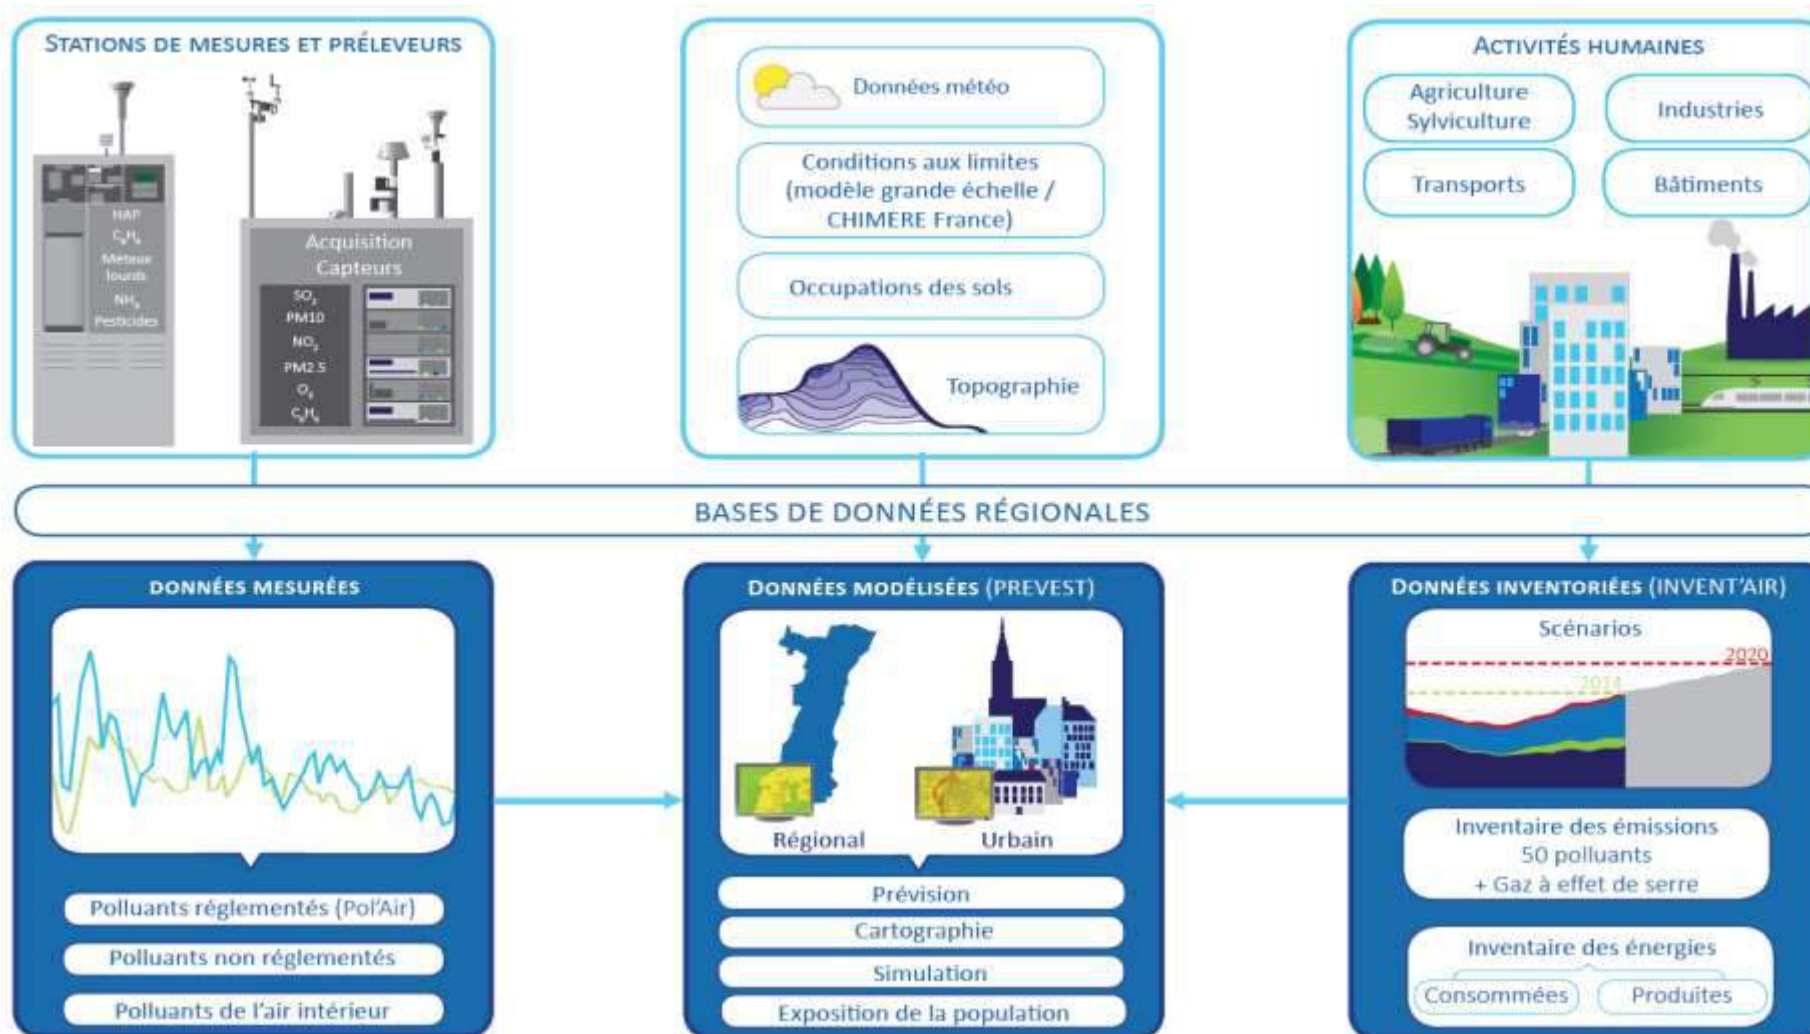 STATIONS DE MESURES ET PRÉLEVEURS
HAP
C₆H₆
Métaux
lourds
NH₃
Pesticides
Acquisition
Capteurs
SO₂
PM10
NO₂
PM2.5
O₃
C₆H₆
Données météo
Conditions aux limites
(modèle grande échelle /
CHIMERE France)
Occupations des sols
Topographie
ACTIVITÉS HUMAINES
Agriculture
Sylviculture
Industries
Transports
Bâtiments
BASES DE DONNÉES RÉGIONALES
DONNÉES MESURÉES
Polluants réglementés (Pol'Air)
Polluants non réglementés
Polluants de l'air intérieur
DONNÉES MODÉLISÉES (PREVEST)
Régional
Urbain
Prévision
Cartographie
Simulation
Exposition de la population
DONNÉES INVENTORIÉES (INVENT'AIR)
Scénarios
2020
2014
Inventaire des émissions
50 polluants
+ Gaz à effet de serre
Inventaire des énergies
Consommées
Produites